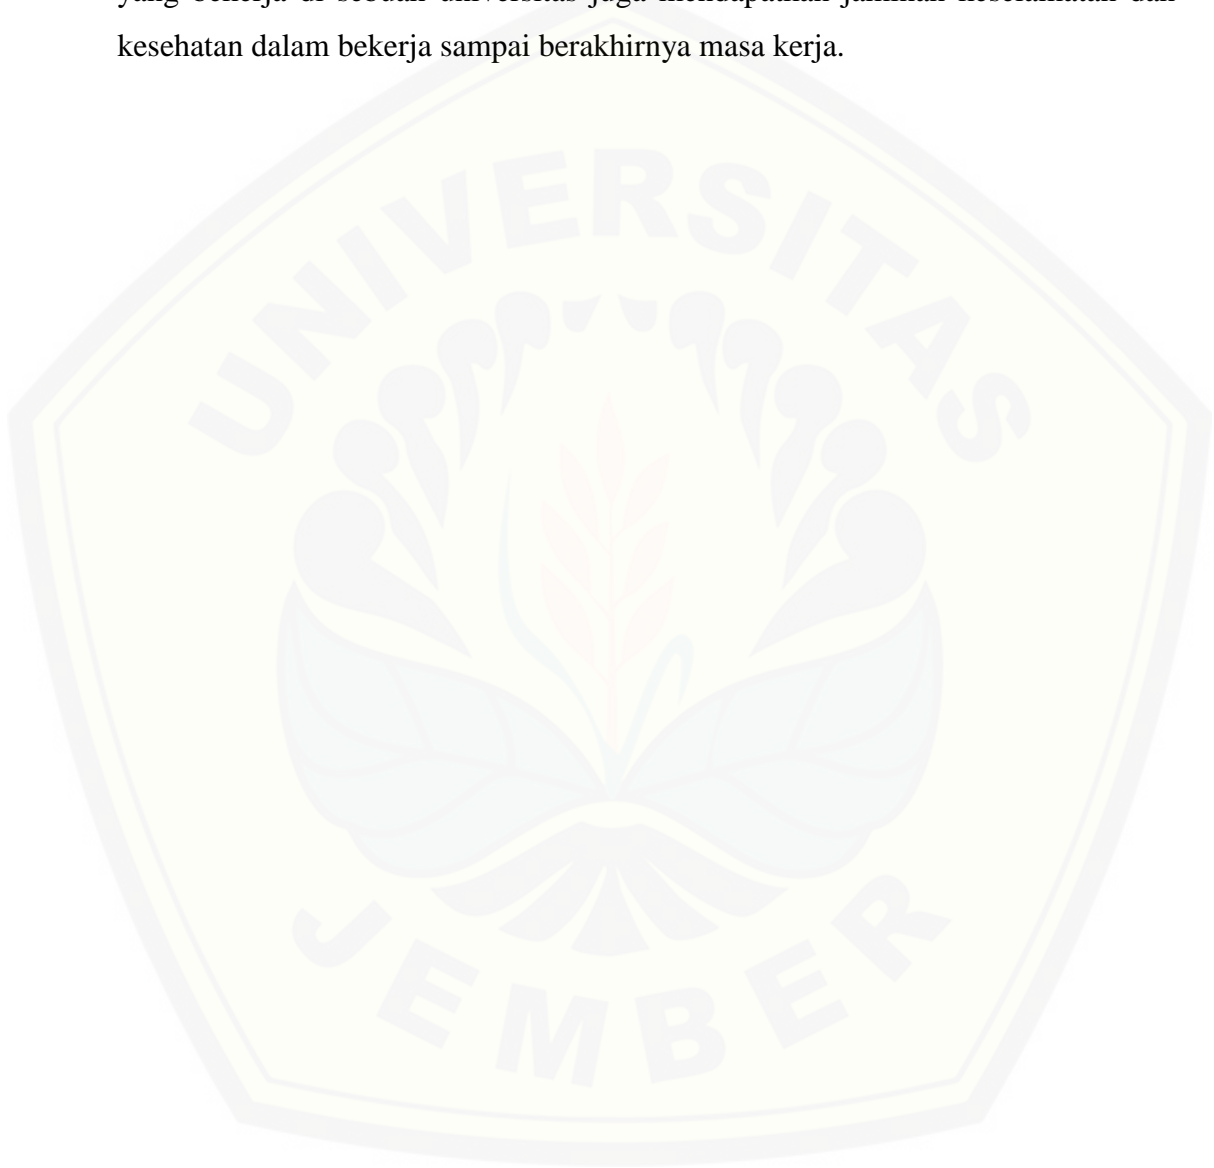 yang bekerja di sebuah universitas juga mendapatkan jaminan keselamatan dan
kesehatan dalam bekerja sampai berakhirnya masa kerja.
UNIVERSITAS
JEMBER